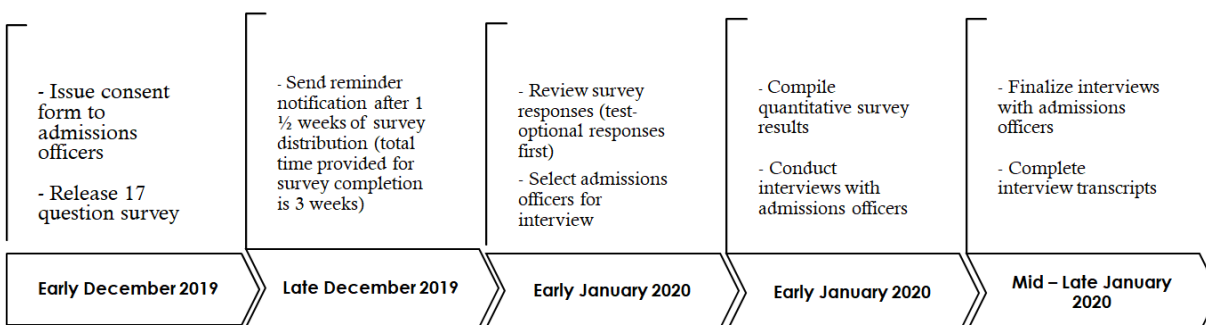 - Issue consent
form to
admissions
officers
- Release 17
question survey
Early December 2019
- Send reminder
notification after 1
½ weeks of survey
distribution (total
time provided for
survey completion
is 3 weeks)
Late December 2019
- Review survey
responses (test-
optional responses
first)
- Select admissions
officers for
interview
Early January 2020
- Compile
quantitative survey
results
- Conduct
interviews with
admissions officers
Early January 2020
- Finalize interviews
with admissions
officers
- Complete
interview transcripts
Mid – Late January
2020